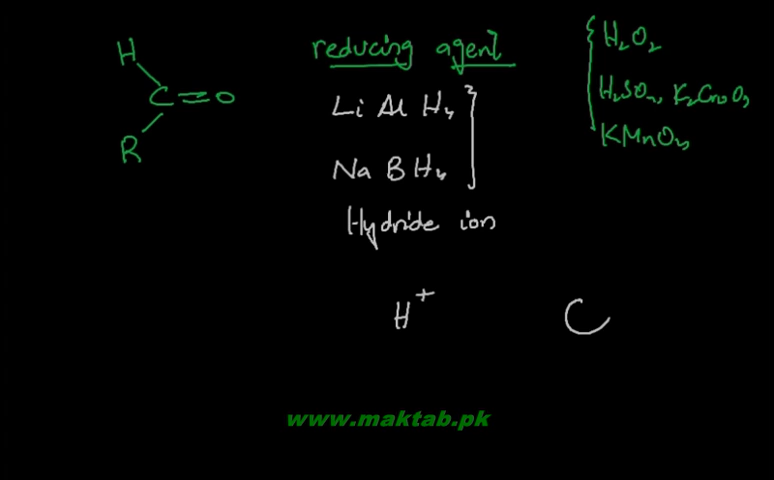 H
C=O
R
reducing agent
LiAlH₄
NaBH₄
Hydride ion
H⁺
C
H₂O₂
H₂SO₄, K₂Cr₂O₇
KMnO₄
www.maktab.pk